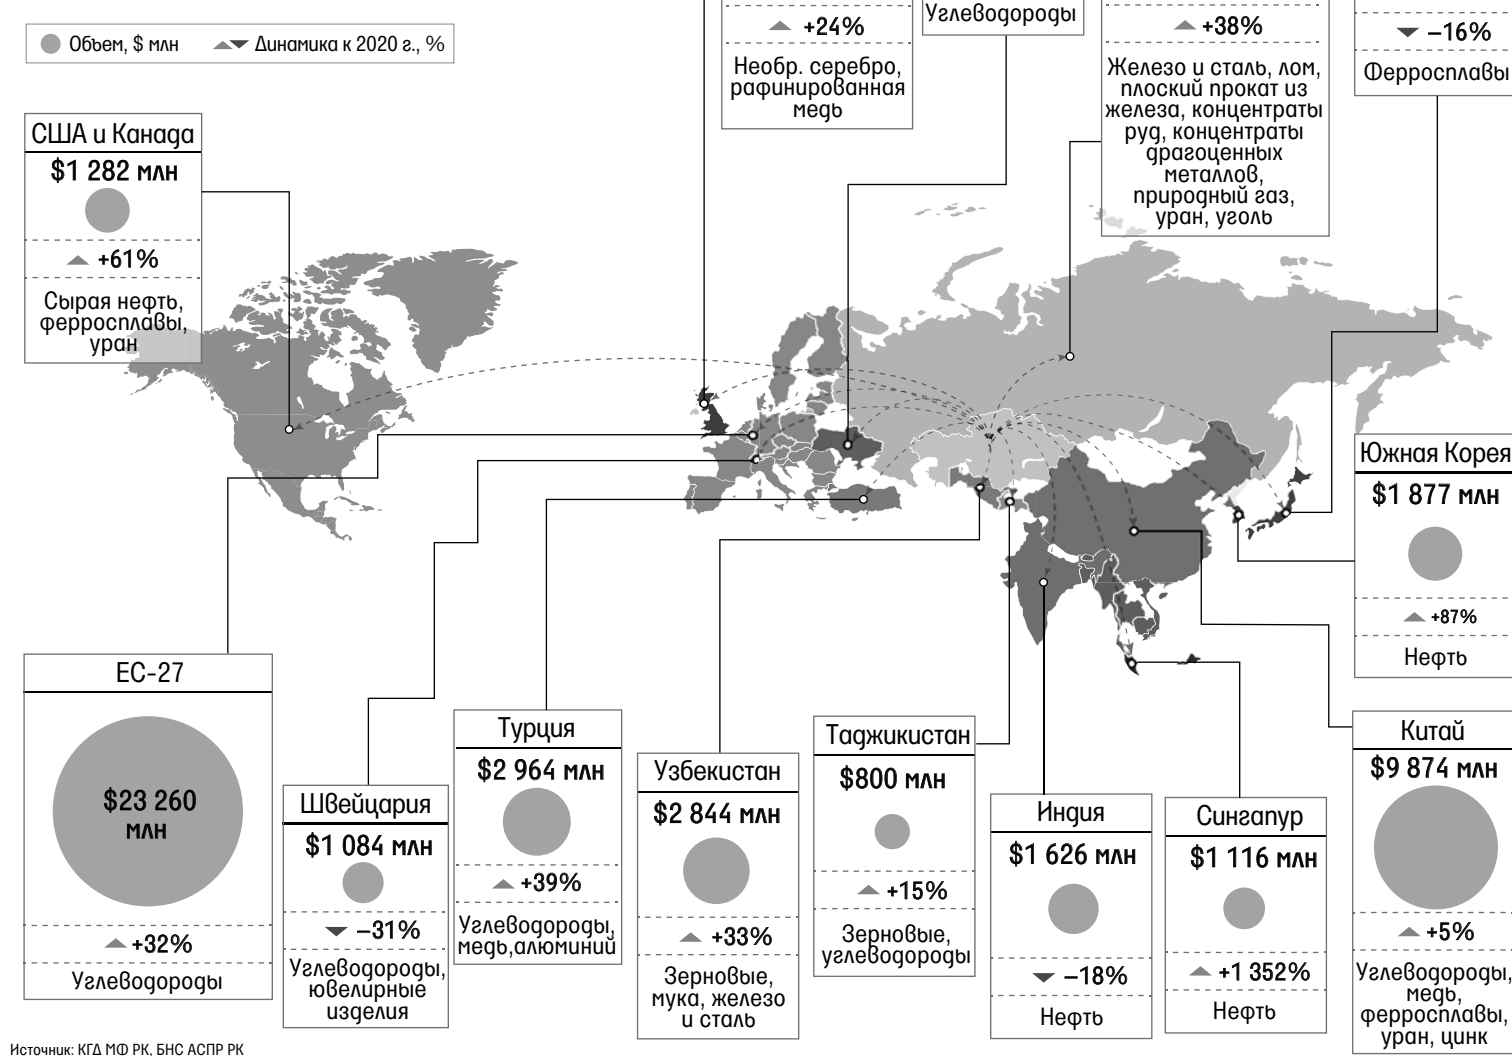 Объем, $ млн
Динамика к 2020 г., %
+24%
Необр. серебро,
рафинированная
медь
Углеводороды
+38%
Железо и сталь, лом,
плоский прокат из
железа, концентраты
руд, концентраты
драгоценных
металлов,
природный газ,
уран, уголь
−16%
Ферросплавы
США и Канада
$1 282 млн
+61%
Сырая нефть,
ферросплавы,
уран
Южная Корея
$1 877 млн
+87%
Нефть
ЕС-27
$23 260
млн
+32%
Углеводороды
Швейцария
$1 084 млн
−31%
Углеводороды,
ювелирные
изделия
Турция
$2 964 млн
+39%
Углеводороды,
медь,алюминий
Узбекистан
$2 844 млн
+33%
Зерновые,
мука, железо
и сталь
Таджикистан
$800 млн
+15%
Зерновые,
углеводороды
Индия
$1 626 млн
−18%
Нефть
Сингапур
$1 116 млн
+1 352%
Нефть
Китай
$9 874 млн
+5%
Углеводороды,
медь,
ферросплавы,
уран, цинк
Источник: КГД МФ РК, БНС АСПР РК